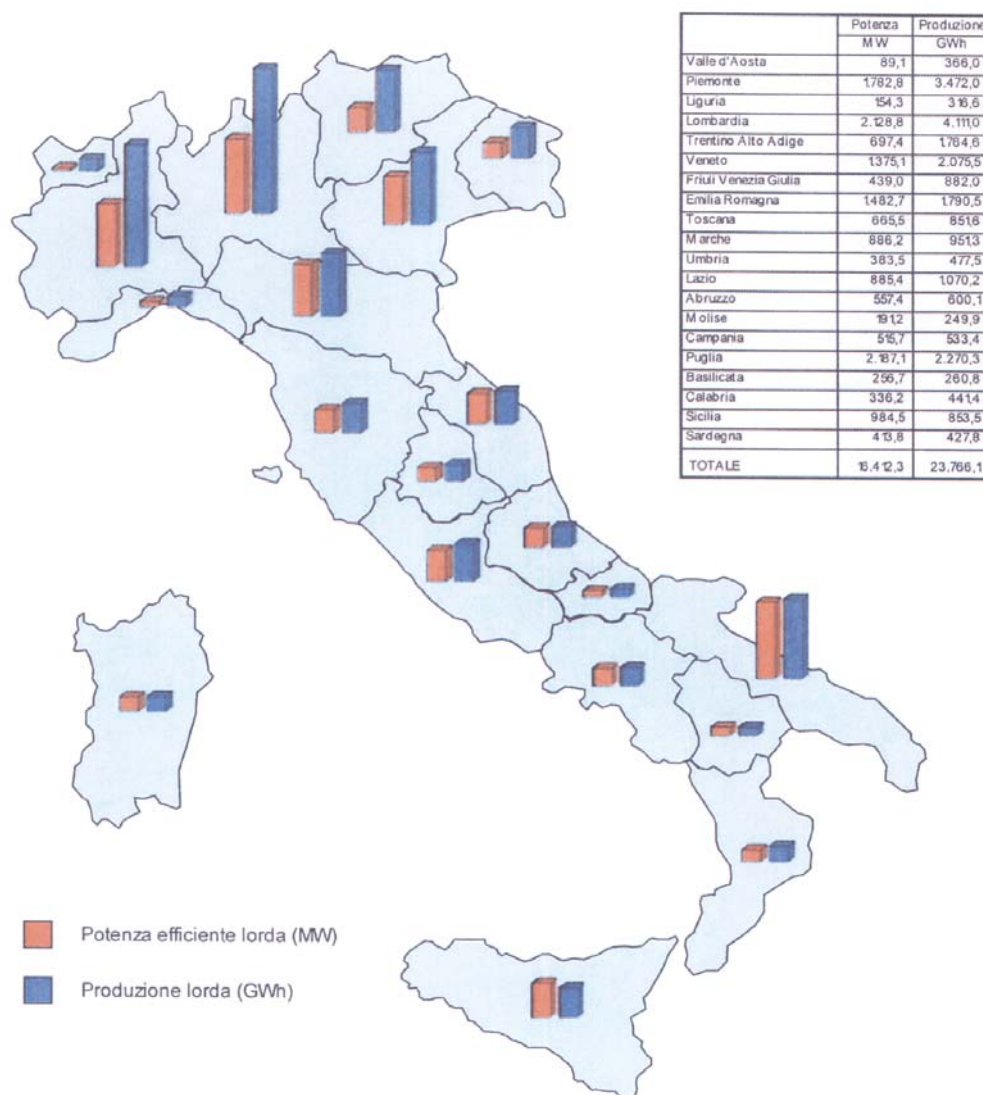 Potenza Produzione
MW GWh
Valle d'Aosta 89,1 366,0
Piemonte 1.782,8 3.472,0
Liguria 154,3 316,6
Lombardia 2.128,8 4.111,0
Trentino Alto Adige 697,4 1.764,6
Veneto 1.375,1 2.075,5
Friuli Venezia Giulia 439,0 882,0
Emilia Romagna 1.482,7 1.790,5
Toscana 665,5 851,6
Marche 886,2 951,3
Umbria 383,5 477,5
Lazio 885,4 1.070,2
Abruzzo 557,4 600,1
Molise 191,2 249,9
Campania 515,7 533,4
Puglia 2.187,1 2.270,3
Basilicata 256,7 260,8
Calabria 336,2 441,4
Sicilia 984,5 853,5
Sardegna 413,8 427,8
TOTALE 16.412,3 23.766,1
Potenza efficiente lorda (MW)
Produzione lorda (GWh)